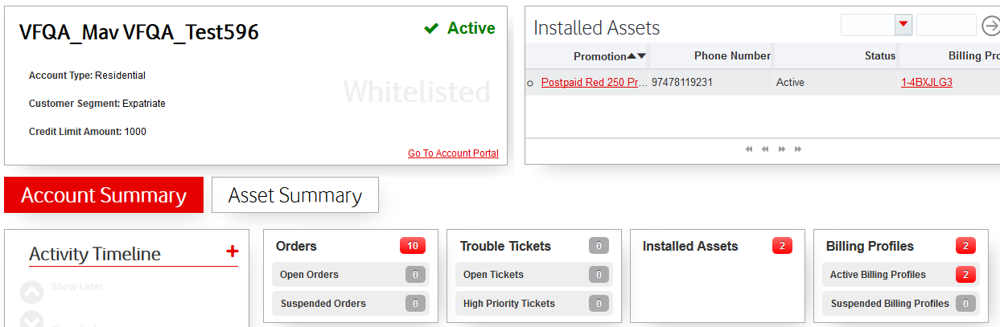 VFQA_Mav VFQA_Test596
Active
Account Type: Residential
Customer Segment: Expatriate
Whitelisted
Credit Limit Amount: 1000
Go To Account Portal
Installed Assets
Promotion Phone Number Status Billing Pro
Postpaid Red 250 Pr... 97478119231 Active 1-4BXJLG3
Account Summary
Asset Summary
Activity Timeline
Show Later
Orders 10
Open Orders 0
Suspended Orders 0
Trouble Tickets 0
Open Tickets 0
High Priority Tickets 0
Installed Assets 2
Billing Profiles 2
Active Billing Profiles 2
Suspended Billing Profiles 0